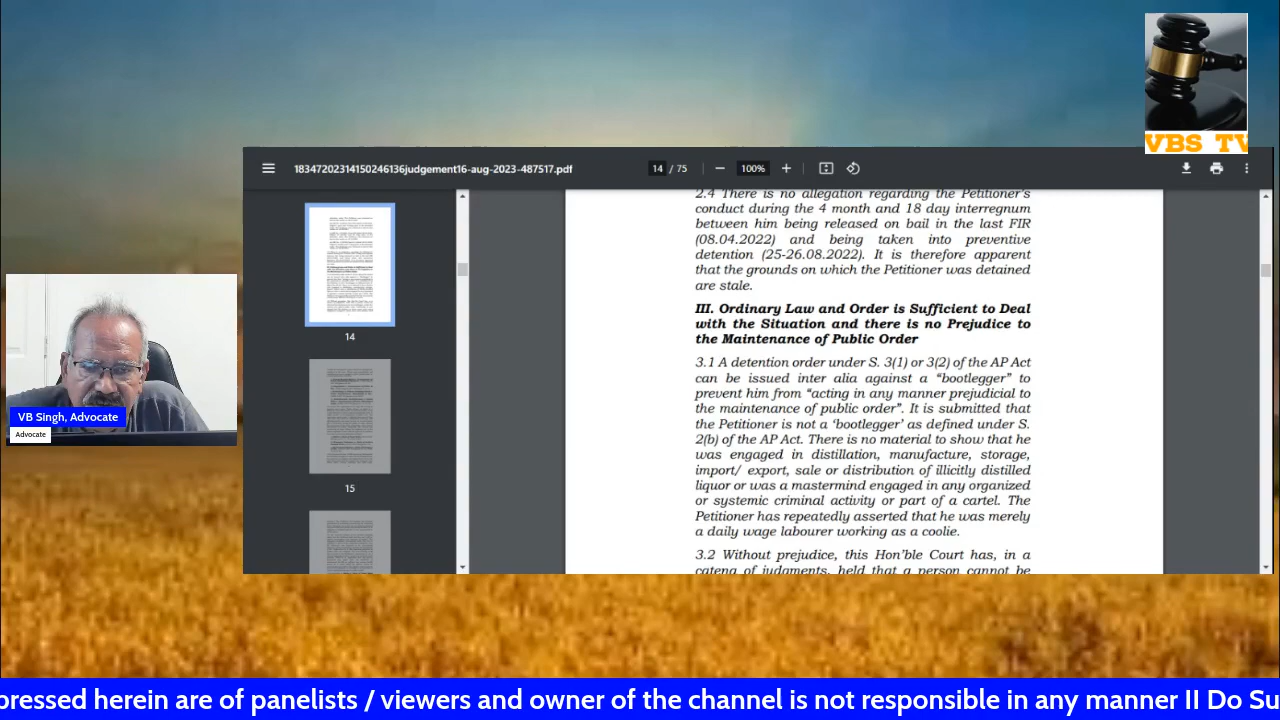 VBS TV
18347202314150246136judgement16-aug-2023-487517.pdf
14 / 75
100%
14
15
2.4 There is no allegation regarding the Petitioner's
conduct during the 4 month and 18 day interregnum
between him being released on bail in the last FIR
(08.04.2022) and being taken into preventive
detention (25-26.08.2022). It is therefore apparent
that the grounds on which the Petitioner was detained
are stale.
III. Ordinary Law and Order is Sufficient to Deal
with the Situation and there is no Prejudice to
the Maintenance of Public Order
3.1 A detention order under S. 3(1) or 3(2) of the AP Act
can be issued inter alia against a “bootlegger” to
prevent him from “acting in any manner prejudicial to
the maintenance of public order”. It is submitted that
the Petitioner is not a ‘bootlegger’ as defined under S.
2(b) of the AP Act. There is no material to show that he
was engaged in distillation, manufacture, storage,
import/ export, sale or distribution of illicitly distilled
liquor or was a mastermind engaged in any organized
or systemic criminal activity or part of a cartel. The
Petitioner has repeatedly asserted that he was merely
a daily wage labourer working as a coolie.
3.2 Without prejudice, this Hon'ble Court has, in a
catena of judgments, held that a person cannot be
VB Singh, Advocate
Advocate
pressed herein are of panelists / viewers and owner of the channel is not responsible in any manner II Do Su